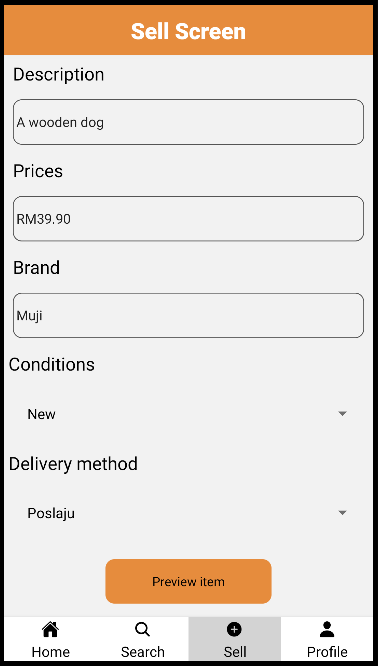 Sell Screen
Description
A wooden dog
Prices
RM39.90
Brand
Muji
Conditions
New
Delivery method
Poslaju
Preview item
Home Search Sell Profile